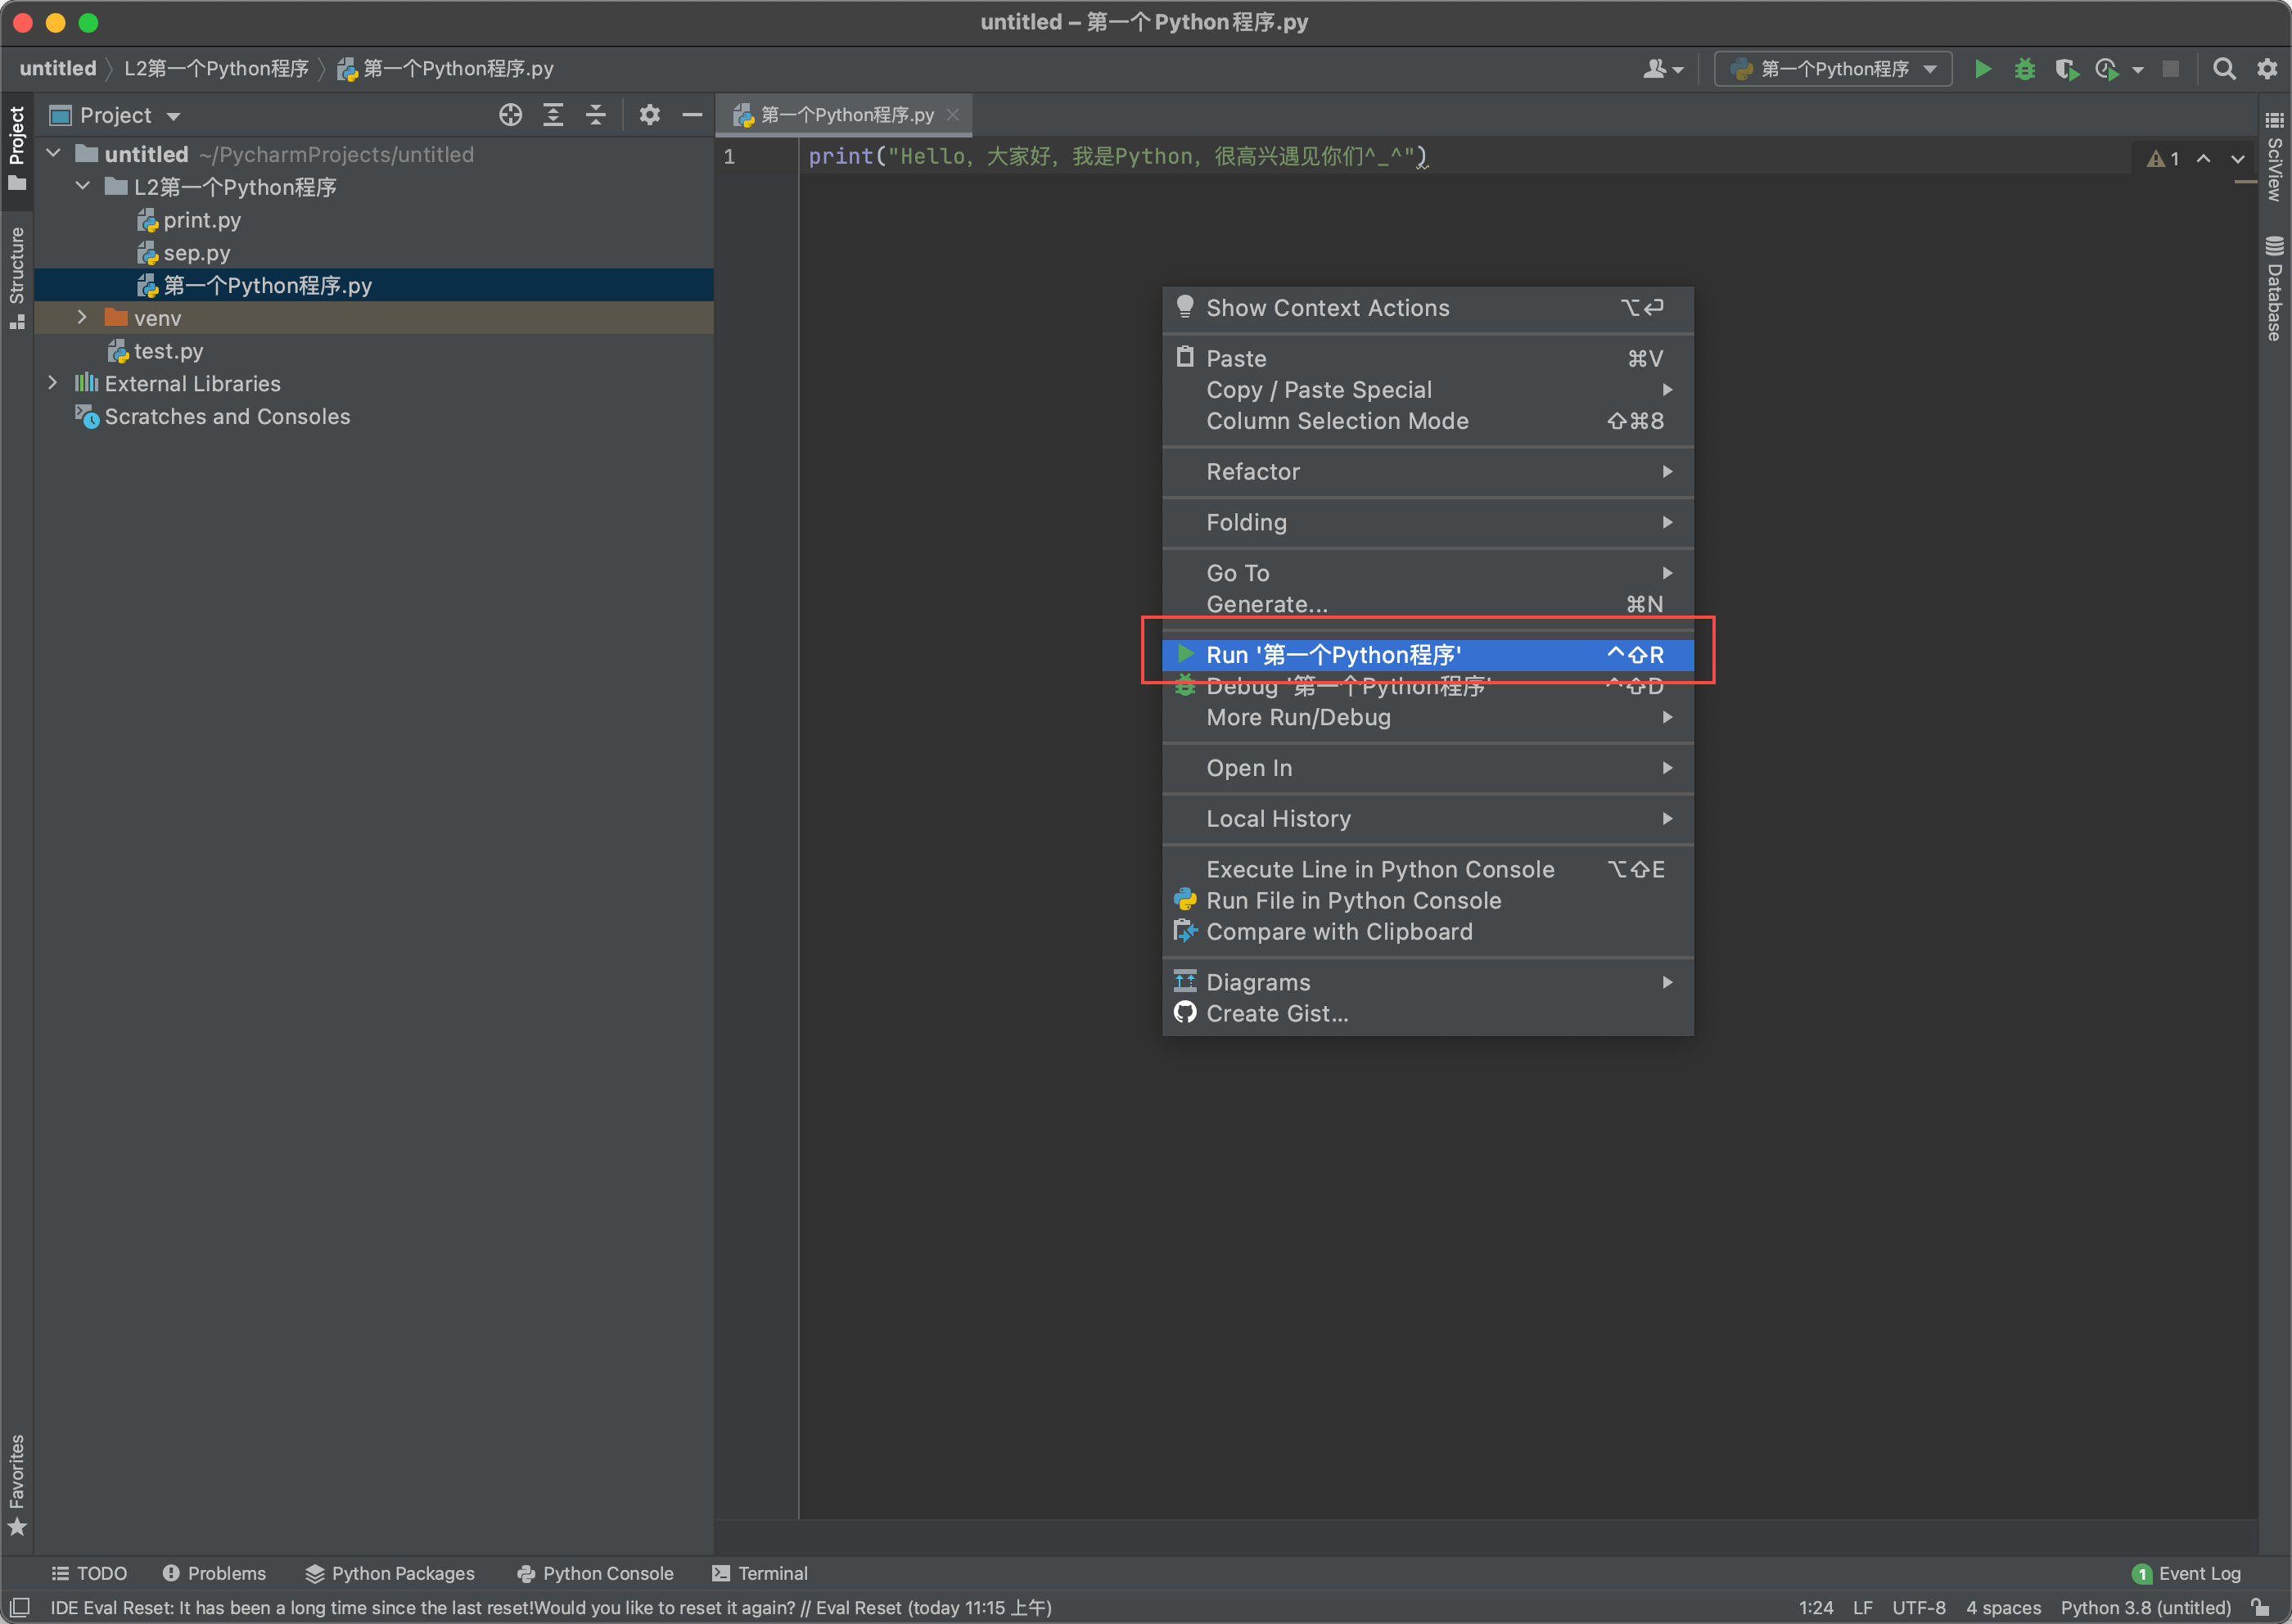 untitled – 第一个Python程序.py
untitled L2第一个Python程序 第一个Python程序.py
第一个Python程序
Project
第一个Python程序.py
untitled ~/PycharmProjects/untitled
L2第一个Python程序
print.py
sep.py
第一个Python程序.py
venv
test.py
External Libraries
Scratches and Consoles
Project
Structure
Favorites
1 print("Hello, 大家好, 我是Python, 很高兴遇见你们^_^")
1
SciView
Database
Show Context Actions ⌥⏎
Paste ⌘V
Copy / Paste Special
Column Selection Mode ⇧⌘8
Refactor
Folding
Go To
Generate... ⌘N
Run '第一个Python程序' ^⇧R
Debug '第一个Python程序' ^⇧D
More Run/Debug
Open In
Local History
Execute Line in Python Console ⌥⇧E
Run File in Python Console
Compare with Clipboard
Diagrams
Create Gist...
TODO Problems Python Packages Python Console Terminal 1 Event Log
IDE Eval Reset: It has been a long time since the last reset!Would you like to reset it again? // Eval Reset (today 11:15 上午) 1:24 LF UTF-8 4 spaces Python 3.8 (untitled)